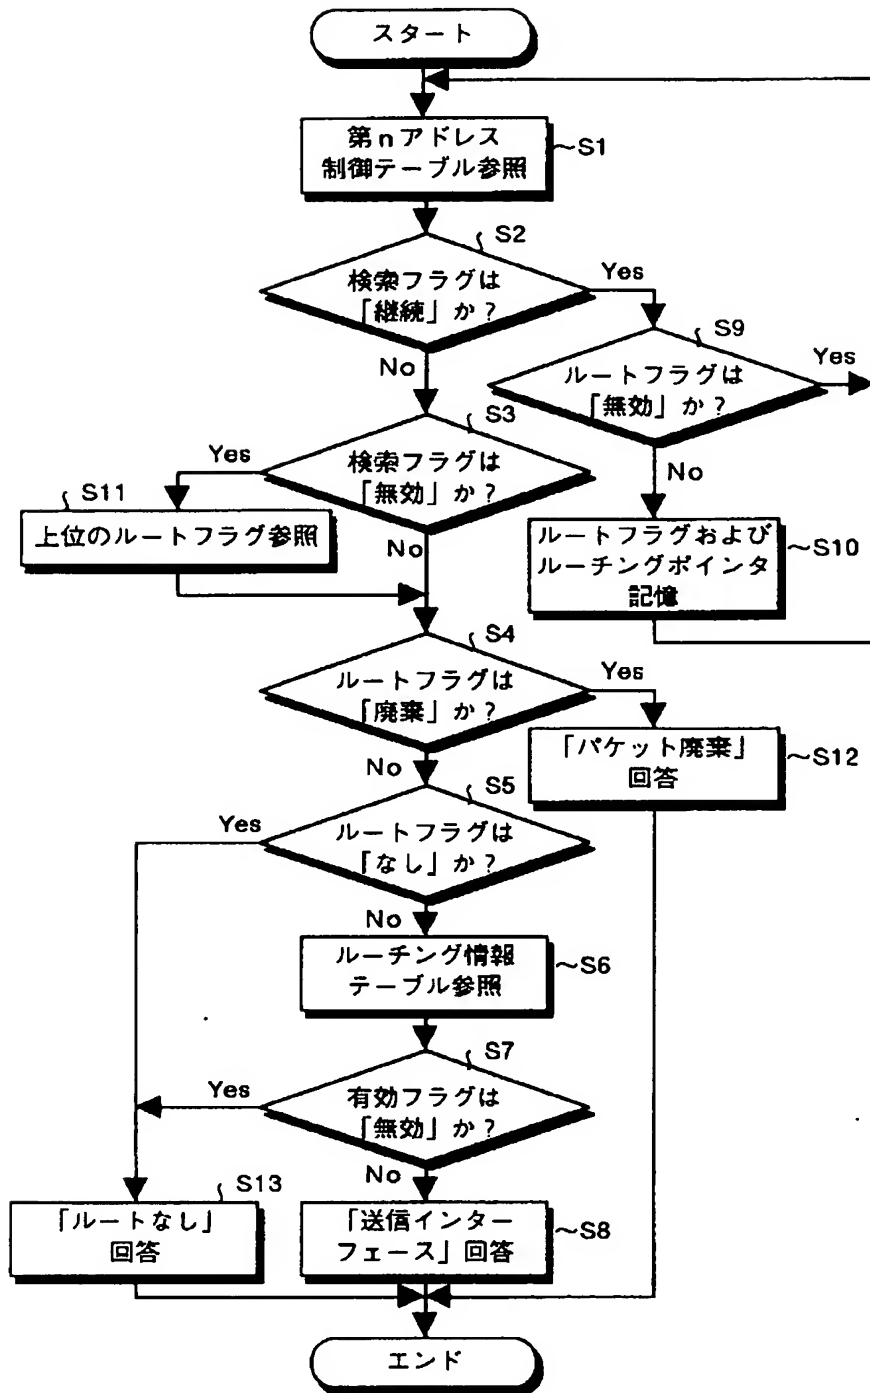 スタート
第nアドレス
制御テーブル参照
~S1
S2
検索フラグは
「継続」か?
Yes
No
S9
ルートフラグは
「無効」か?
Yes
No
S3
検索フラグは
「無効」か?
Yes
No
S11
上位のルートフラグ参照
ルートフラグおよび
ルーチングポインタ
記憶
~S10
S4
ルートフラグは
「廃棄」か?
Yes
No
「パケット廃棄」
回答
~S12
S5
ルートフラグは
「なし」か?
Yes
No
ルーチング情報
テーブル参照
~S6
S7
有効フラグは
「無効」か?
Yes
No
S13
「ルートなし」
回答
「送信インター
フェース」回答
~S8
エンド